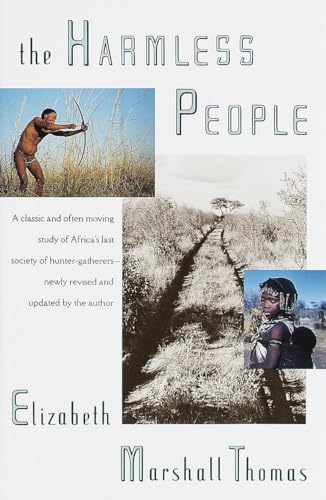 the HARMLESS
PEOPLE
A classic and often moving
study of Africa's last
society of hunter-gatherers—
newly revised and
updated by the author
Elizabeth
Marshall Thomas